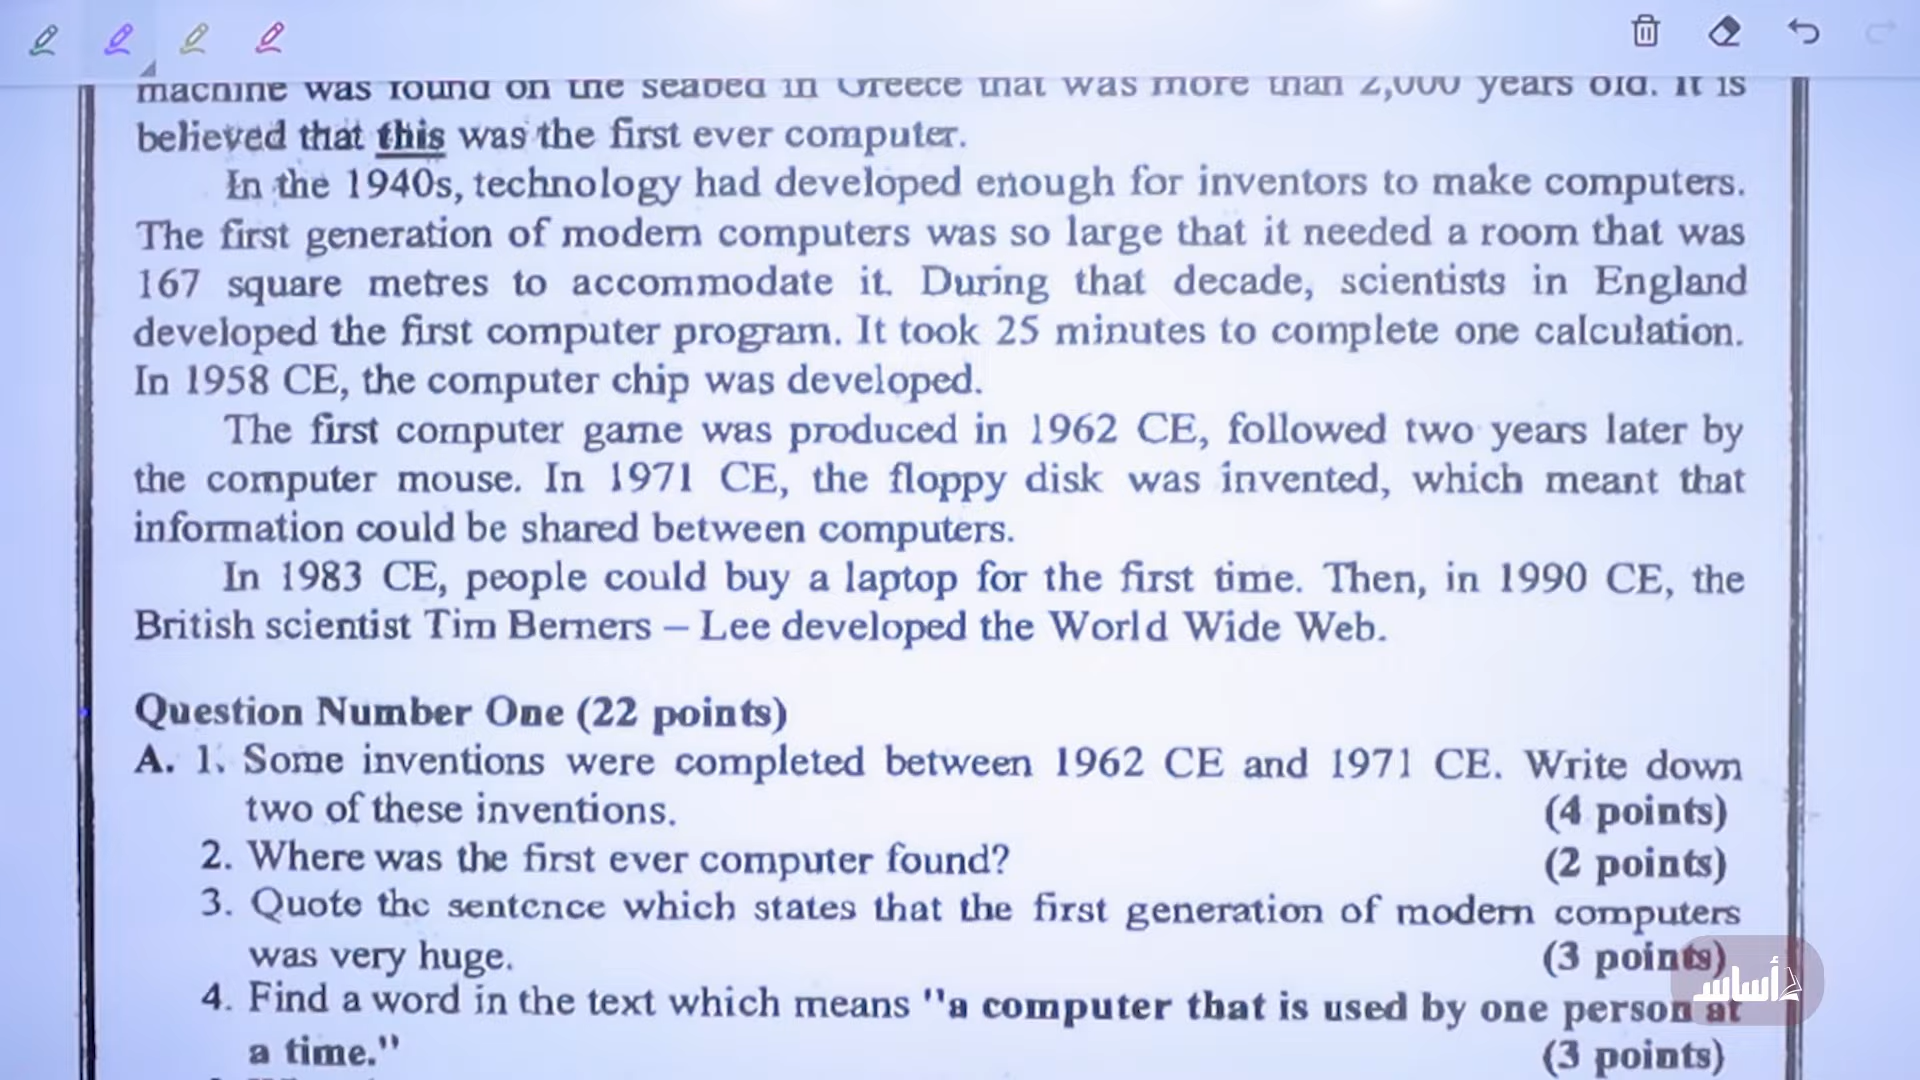 machine was found on the seabed in Greece that was more than 2,000 years old. It is
believed that this was the first ever computer.
In the 1940s, technology had developed enough for inventors to make computers.
The first generation of modern computers was so large that it needed a room that was
167 square metres to accommodate it. During that decade, scientists in England
developed the first computer program. It took 25 minutes to complete one calculation.
In 1958 CE, the computer chip was developed.
The first computer game was produced in 1962 CE, followed two years later by
the computer mouse. In 1971 CE, the floppy disk was invented, which meant that
information could be shared between computers.
In 1983 CE, people could buy a laptop for the first time. Then, in 1990 CE, the
British scientist Tim Berners – Lee developed the World Wide Web.
Question Number One (22 points)
A. 1. Some inventions were completed between 1962 CE and 1971 CE. Write down
two of these inventions. (4 points)
2. Where was the first ever computer found? (2 points)
3. Quote the sentence which states that the first generation of modern computers
was very huge. (3 points)
4. Find a word in the text which means "a computer that is used by one person at
a time." (3 points)
أساس